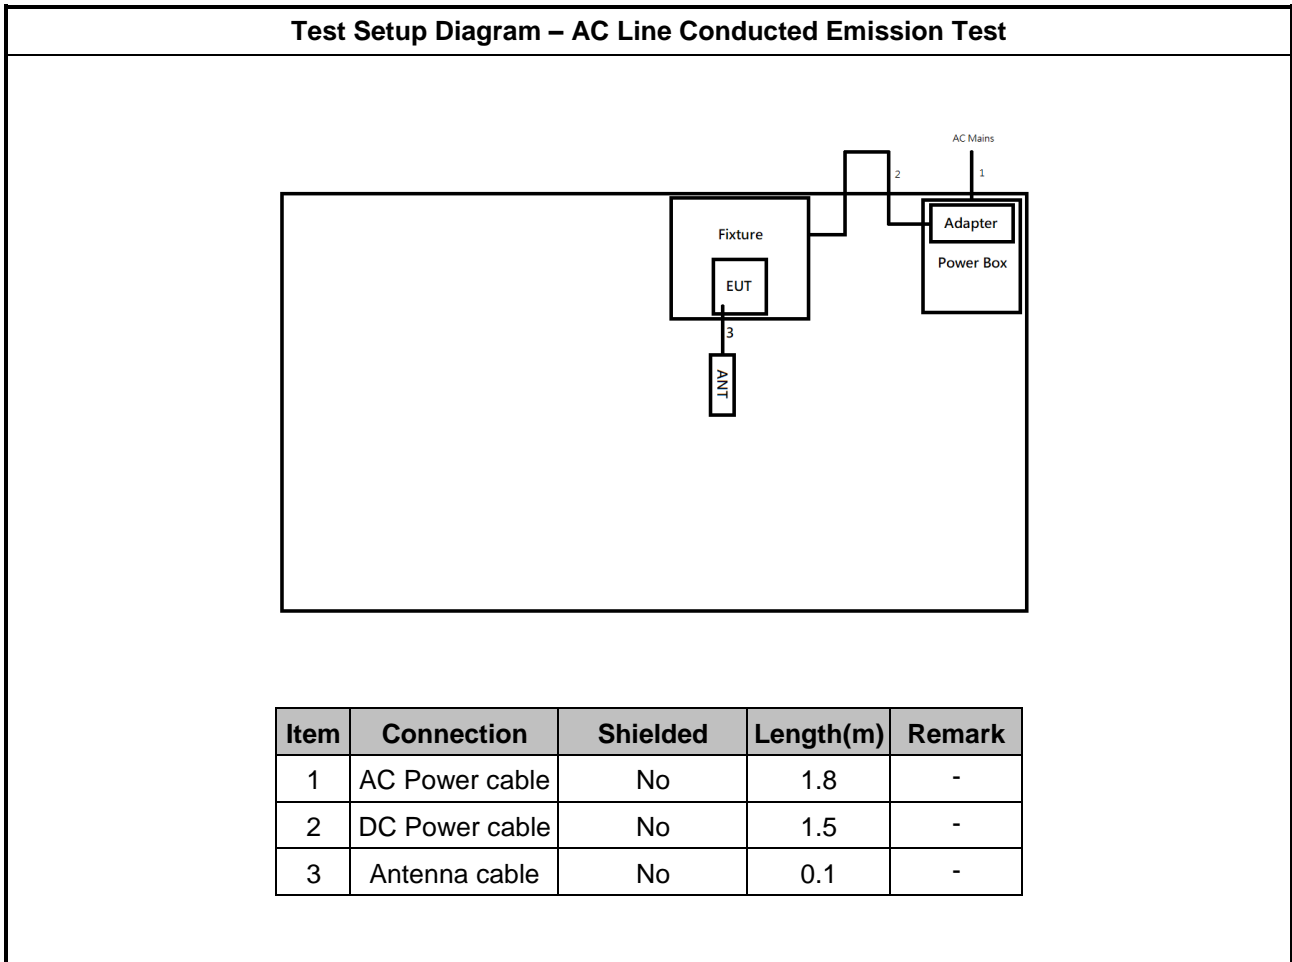 Test Setup Diagram – AC Line Conducted Emission Test
AC Mains
2
1
Adapter
Fixture
Power Box
EUT
3
ANT
Item Connection Shielded Length(m) Remark
1 AC Power cable No 1.8 -
2 DC Power cable No 1.5 -
3 Antenna cable No 0.1 -